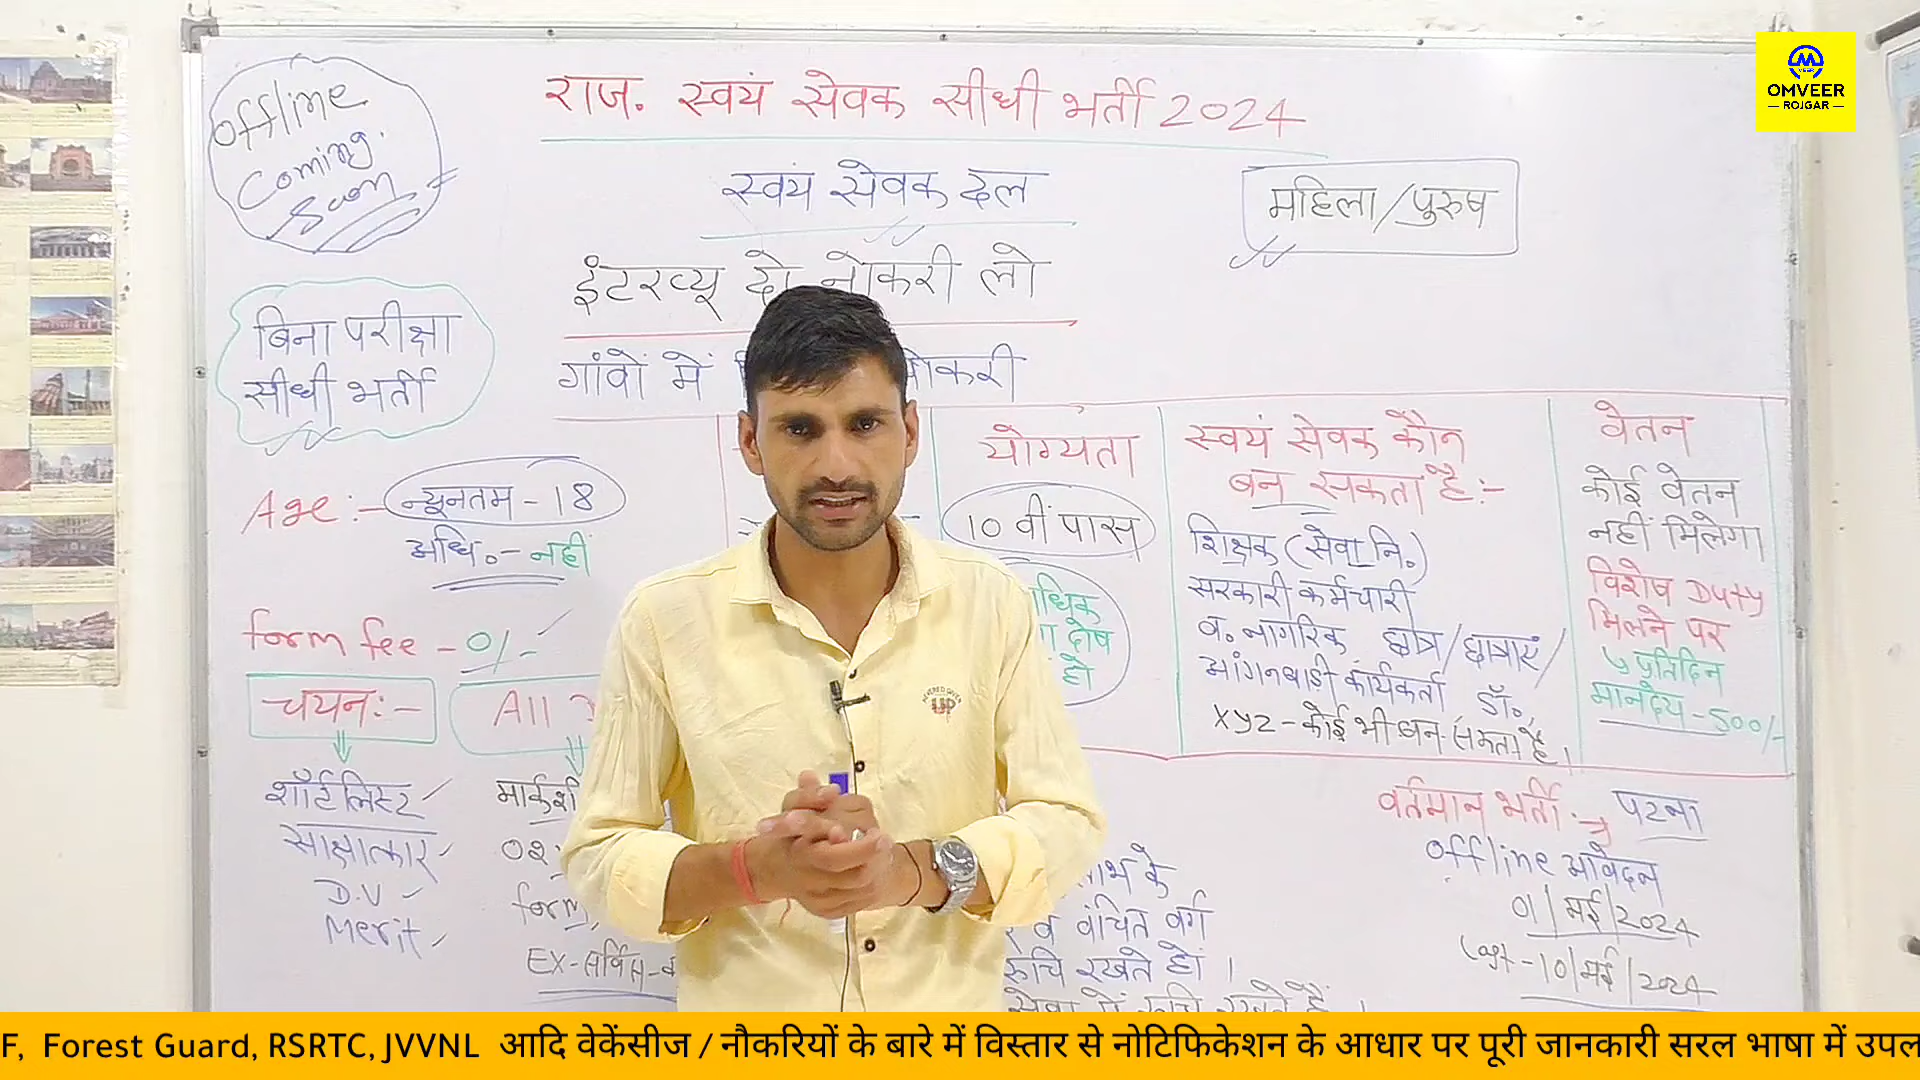 offline
coming
soon
राज. स्वयं सेवक सीधी भर्ती 2024
स्वयं सेवक दल
महिला/पुरुष
इंटरव्यू दो नोकरी लो
बिना परीक्षा
सीधी भर्ती
गांवों में
Age:- न्यूनतम - 18
अधि.- नहीं
form fee - 0/-
चयन:-
All
शॉर्टलिस्ट
साक्षात्कार
D.V
Merit
form,
योग्यता
10 वीं पास
हो
स्वयं सेवक कौन
बन सकता है:-
शिक्षक (सेवा नि.)
सरकारी कर्मचारी
व. नागरिक छात्र/छात्राएं/
आंगनबाड़ी कार्यकर्ता डॉ.,
xyz - कोई भी बन सकता है।
वेतन
कोई वेतन
नहीं मिलेगा
विशेष Duty
मिलने पर
प्रतिदिन
मानदेय - 500/-
वर्तमान भर्ती:→ पटना
offline आवेदन
01/मई/2024
Last - 10/मई/2024
व वंचित वर्ग
रुचि रखते हों।
OMVEER
ROJGAR
F, Forest Guard, RSRTC, JVVNL आदि वेकेंसीज / नौकरियों के बारे में विस्तार से नोटिफिकेशन के आधार पर पूरी जानकारी सरल भाषा में उपल